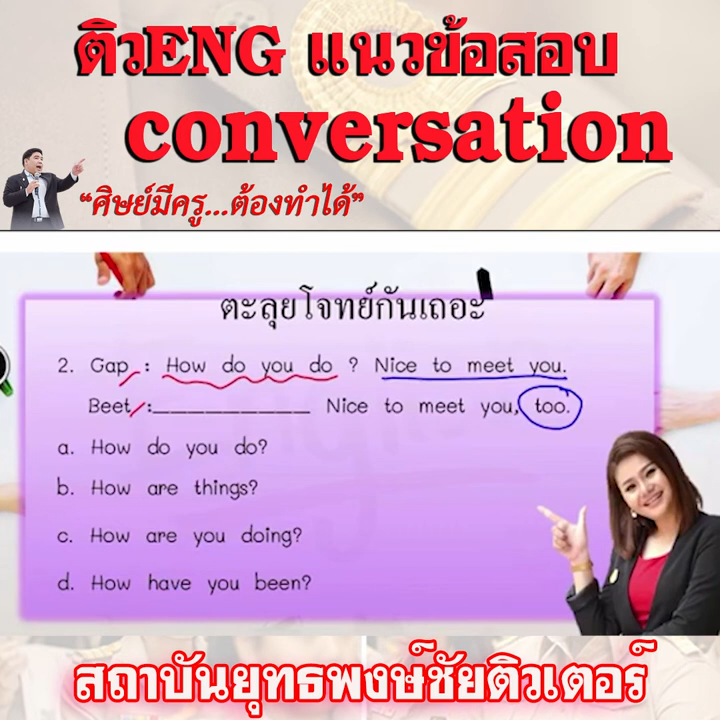 ติวENG แนวข้อสอบ
conversation
“ศิษย์มีครู...ต้องทำได้”
ตะลุยโจทย์กันเถอะ
2. Gap : How do you do ? Nice to meet you.
Beet :___________ Nice to meet you, too.
a. How do you do?
b. How are things?
c. How are you doing?
d. How have you been?
สถาบันยุทธพงษ์ชัยติวเตอร์